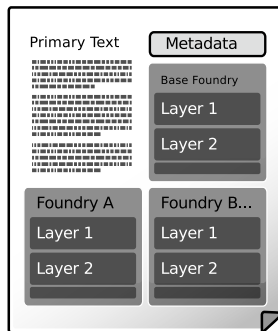 Primary Text
Metadata
Base Foundry
Layer 1
Layer 2
Foundry A
Layer 1
Layer 2
Foundry B...
Layer 1
Layer 2